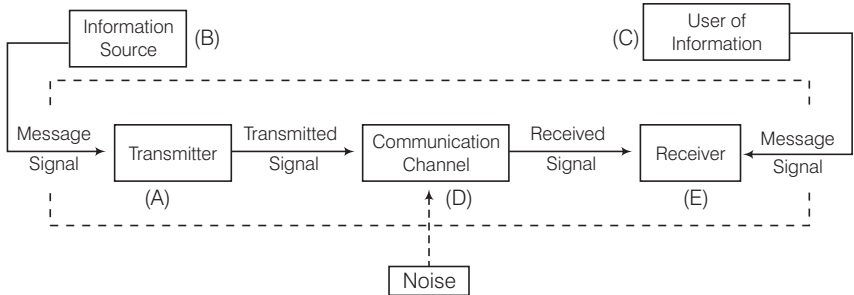 Information
Source
(B)
(C)
User of
Information
Message
Signal
Transmitter
(A)
Transmitted
Signal
Communication
Channel
(D)
Received
Signal
Receiver
(E)
Message
Signal
Noise